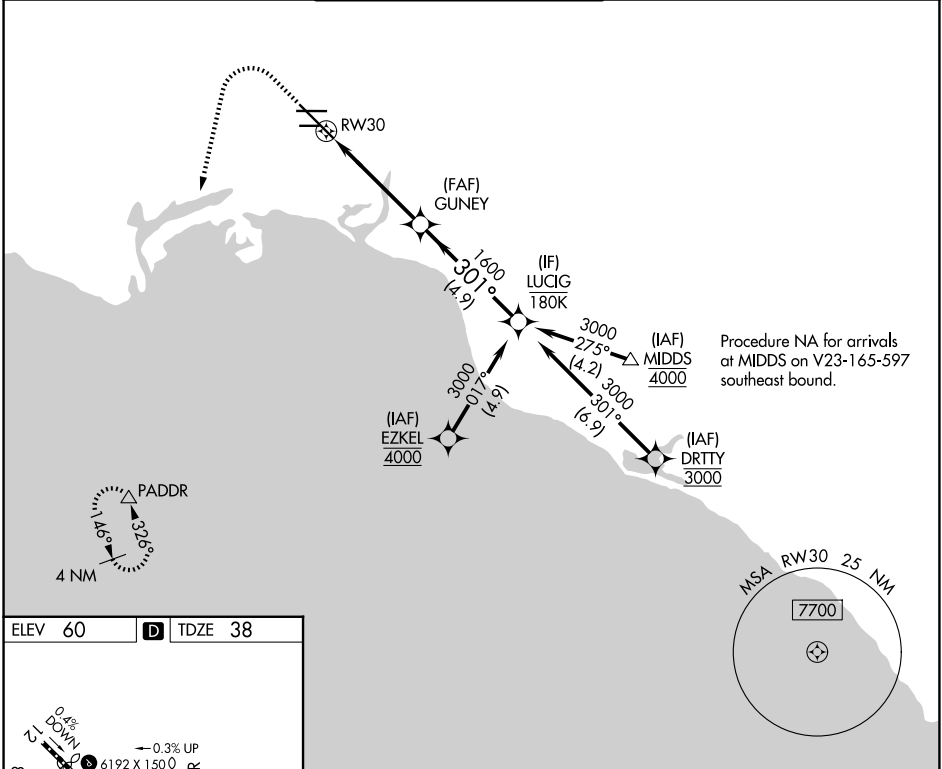 RW30
(FAF)
GUNEY
1600
301°
(4.9)
(IF)
LUCIG
180K
3000
275°
(4.2)
(IAF)
MIDDS
4000
Procedure NA for arrivals
at MIDDS on V23-165-597
southeast bound.
3000
017°
(4.9)
3000
301°
(6.9)
(IAF)
EZKEL
4000
(IAF)
DRTTY
3000
PADDR
146°
326°
4 NM
MSA RW30 25 NM
7700
ELEV 60
D
TDZE 38
0.4%
DOWN
12
0.3% UP
6192 X 150